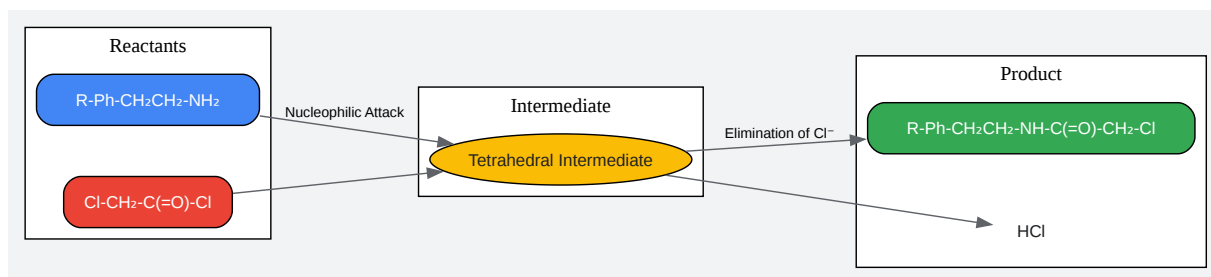 Reactants
R-Ph-CH₂CH₂-NH₂
Cl-CH₂-C(=O)-Cl
Nucleophilic Attack
Intermediate
Tetrahedral Intermediate
Elimination of Cl⁻
Product
R-Ph-CH₂CH₂-NH-C(=O)-CH₂-Cl
HCl